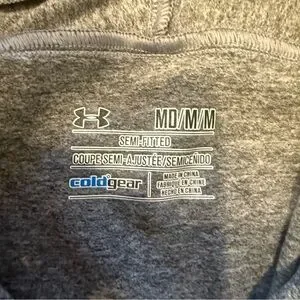 MD/M/M
SEMI-FITTED
COUPE SEMI-AJUSTÉE/SEMICEÑIDO
coldgear
MADE IN CHINA
FABRIQUÉ EN CHINE
HECHO EN CHINA